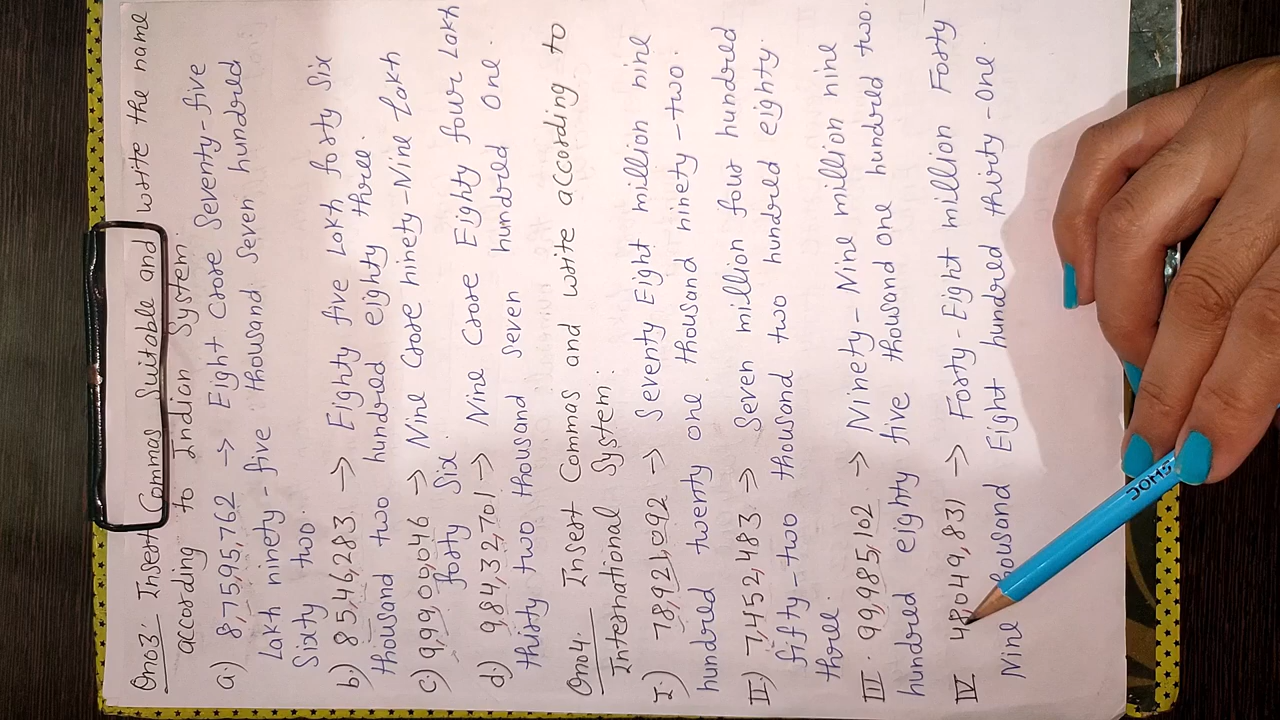 Qno3. Insert Commas Suitable and write the name
according to Indian System.
a.) 8,75,95,762 → Eight Crore Seventy-five
Lakh ninety-five thousand Seven hundred
Sixty two.
b) 85,46,283 → Eighty five Lakh forty Six
thousand two hundred eighty three.
c.) 9,99,00,046 → Nine Crore ninety-Nine Lakh
forty Six.
d.) 9,84,32,701 → Nine Crore Eighty four Lakh
thirty two thousand seven hundred one.
Qno4. Insert Commas and write according to
International System:
I.) 78,921,092 → Seventy Eight million nine
hundred twenty one thousand ninety-two.
II.) 7,452,483 → Seven million four hundred
fifty-two thousand two hundred eighty.
three.
III. 99,985,102 → Ninety-Nine million nine
hundred eighty five thousand one hundred two.
IV 48,049,831 → Forty-Eight million Forty
Nine thousand Eight hundred thirty-one.